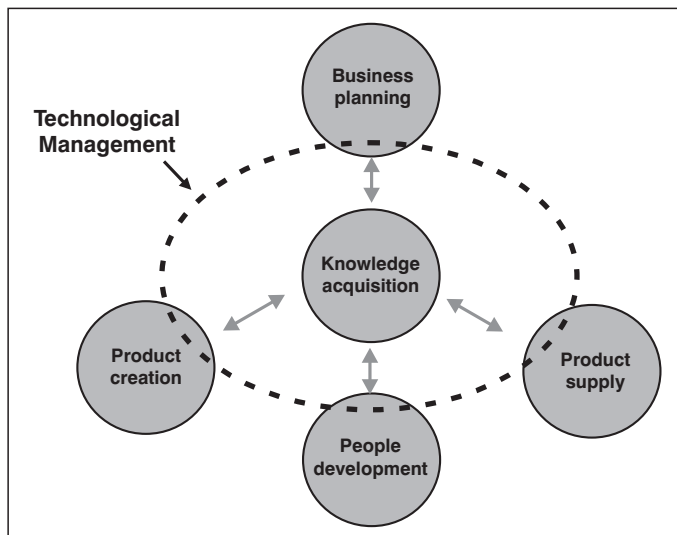 Business
planning
Technological
Management
Knowledge
acquisition
Product
creation
Product
supply
People
development